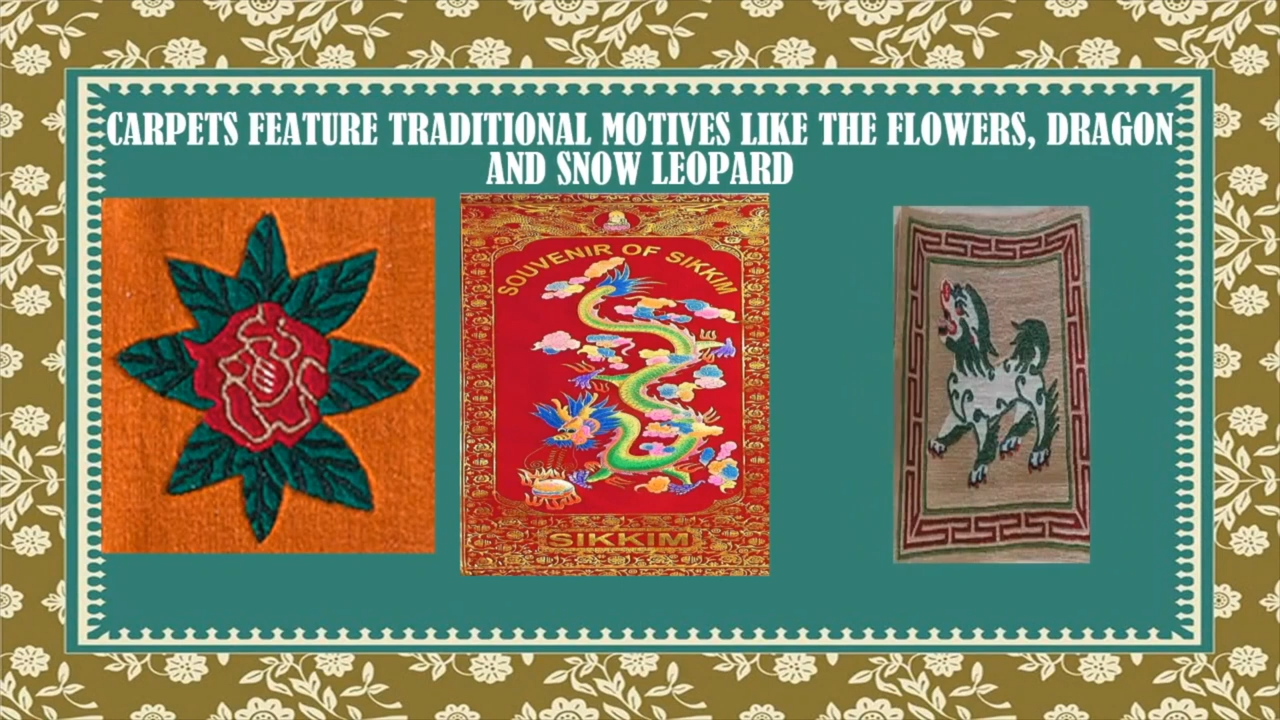 CARPETS FEATURE TRADITIONAL MOTIVES LIKE THE FLOWERS, DRAGON
AND SNOW LEOPARD
SOUVENIR OF SIKKIM
SIKKIM